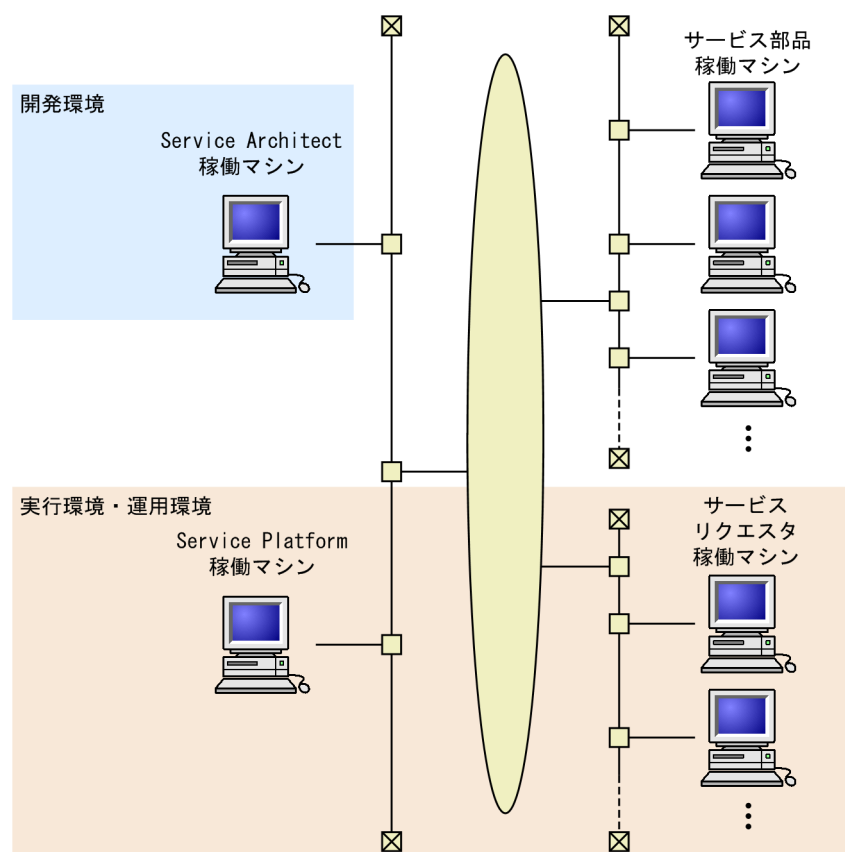 サービス部品
稼働マシン
開発環境
Service Architect
稼働マシン
実行環境・運用環境
Service Platform
稼働マシン
サービス
リクエスタ
稼働マシン